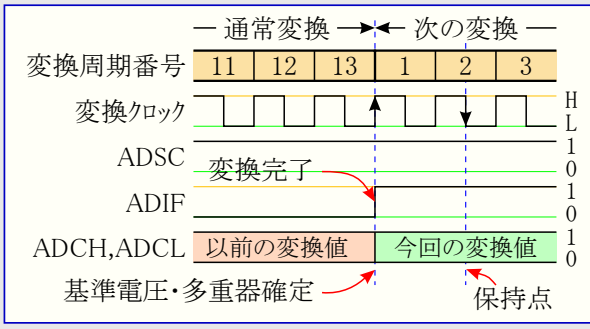 通常変換 次の変換
変換周期番号 11 12 13 1 2 3
変換クロック H L
ADSC 1 0
変換完了
ADIF 1 0
ADCH,ADCL 以前の変換値 今回の変換値 1 0
基準電圧・多重器確定 保持点